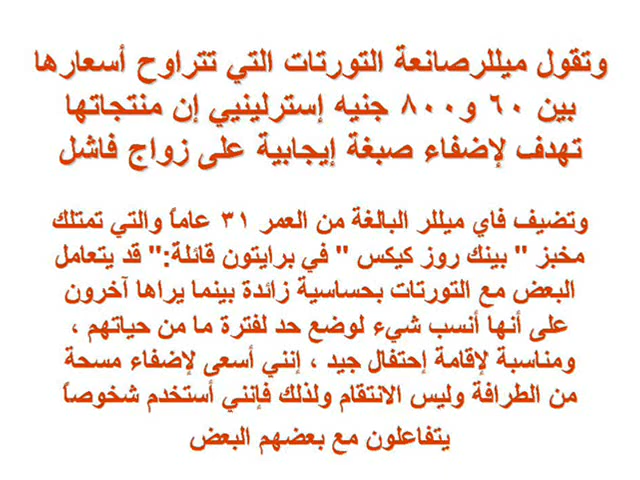 وتقول ميللرصانعة التورتات التي تتراوح أسعارها
بين ٦٠ و٨٠٠ جنيه إسترلينيي إن منتجاتها
تهدف لإضفاء صبغة إيجابية على زواج فاشل
وتضيف فاي ميللر البالغة من العمر ٣١ عاماً والتي تمتلك
مخبز " بينك روز كيكس " في برايتون قائلة:" قد يتعامل
البعض مع التورتات بحساسية زائدة بينما يراها آخرون
على أنها أنسب شيء لوضع حد لفترة ما من حياتهم ،
ومناسبة لإقامة إحتفال جيد ، إنني أسعى لإضفاء مسحة
من الطرافة وليس الانتقام ولذلك فإنني أستخدم شخوصاً
يتفاعلون مع بعضهم البعض